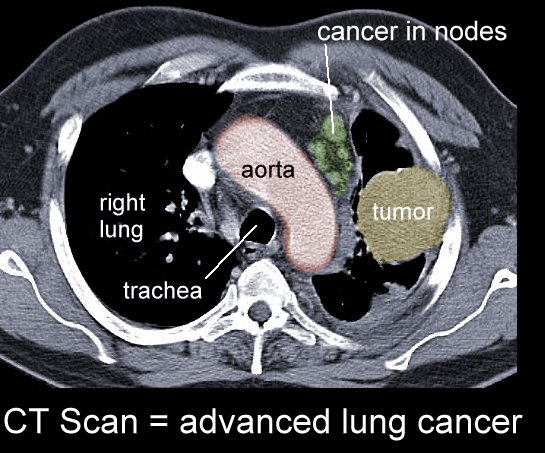 cancer in nodes
aorta
right
lung
tumor
trachea
CT Scan = advanced lung cancer